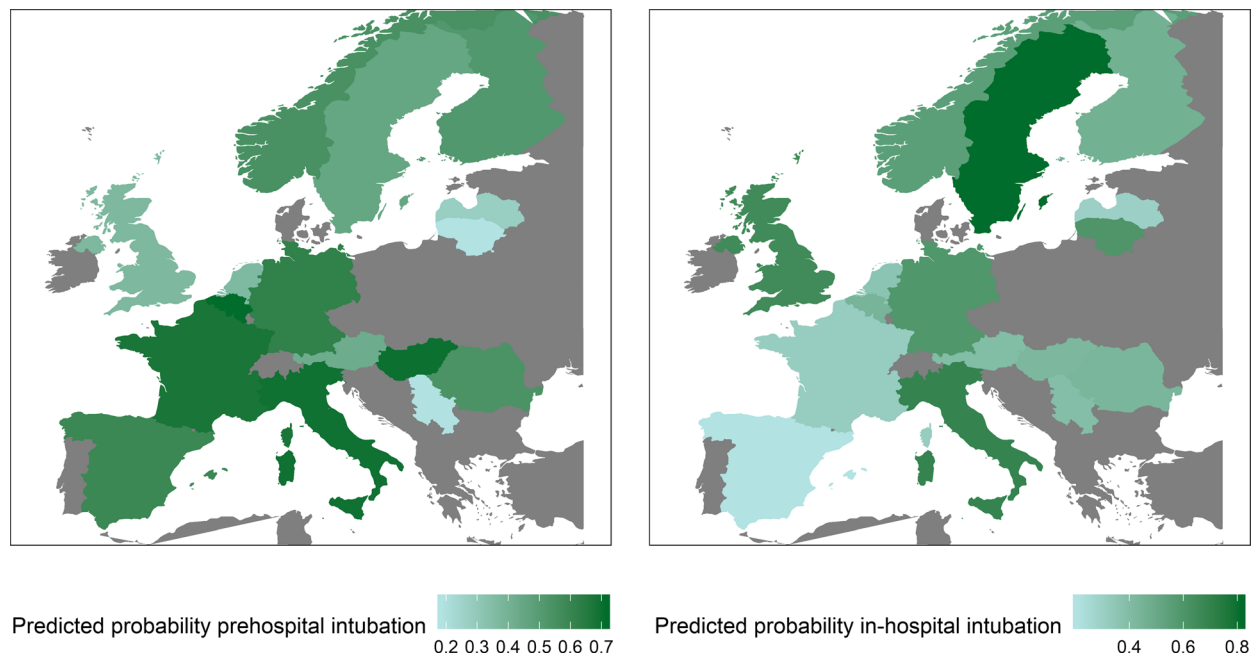 Predicted probability prehospital intubation
0.2 0.3 0.4 0.5 0.6 0.7
Predicted probability in-hospital intubation
0.4 0.6 0.8